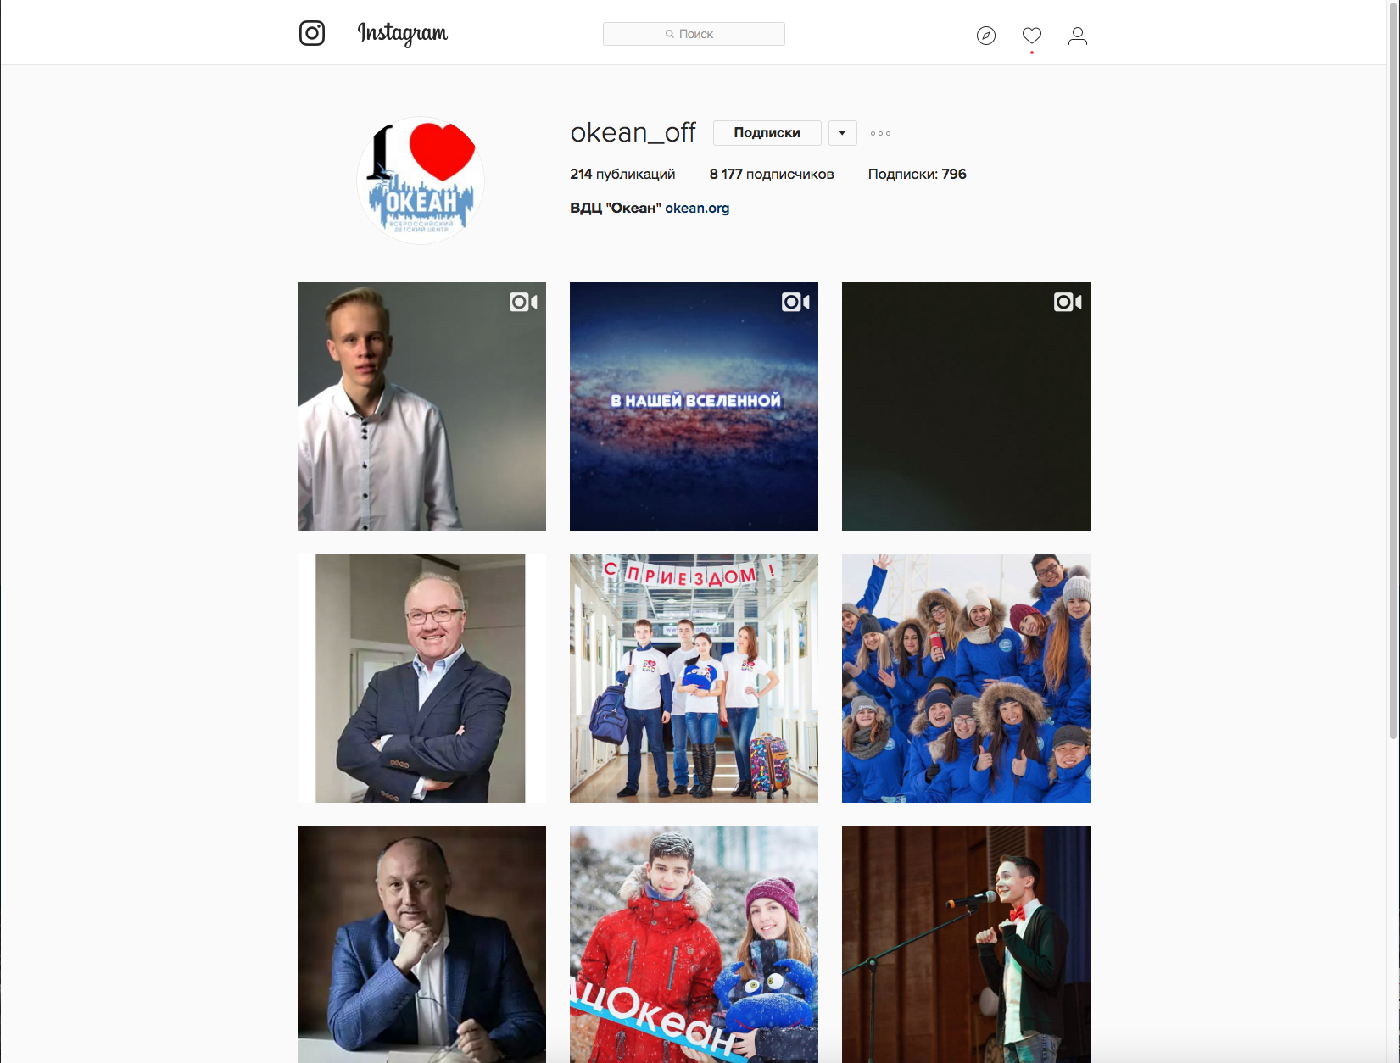 Instagram
Поиск
I
ОКЕАН
ВСЕРОССИЙСКИЙ
ДЕТСКИЙ ЦЕНТР
okean_off
Подписки
214 публикаций
8 177 подписчиков
Подписки: 796
ВДЦ "Океан" okean.org
В НАШЕЙ ВСЕЛЕННОЙ
С ПРИЕЗДОМ!
цОкеан